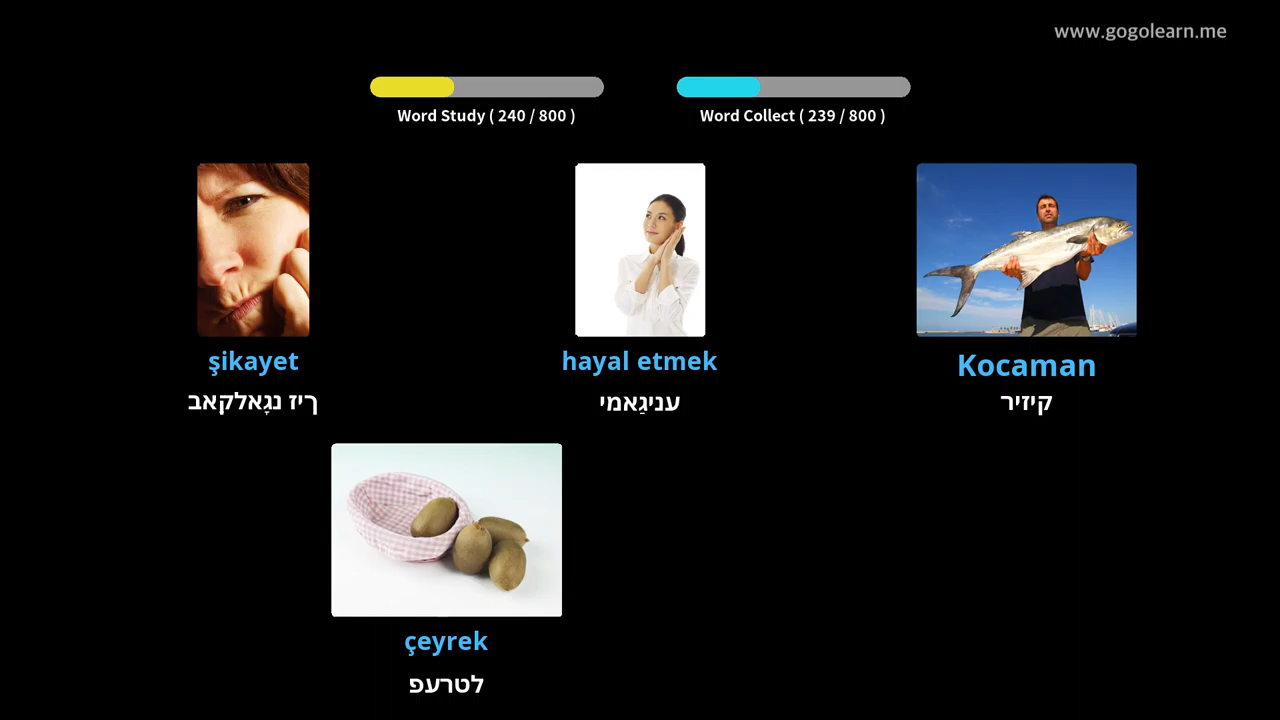 www.gogolearn.me
Word Study ( 240 / 800 )
Word Collect ( 239 / 800 )
şikayet
ךיז נגָאלקאב
hayal etmek
עניגַאמי
Kocaman
קיזיר
çeyrek
לטרעפ